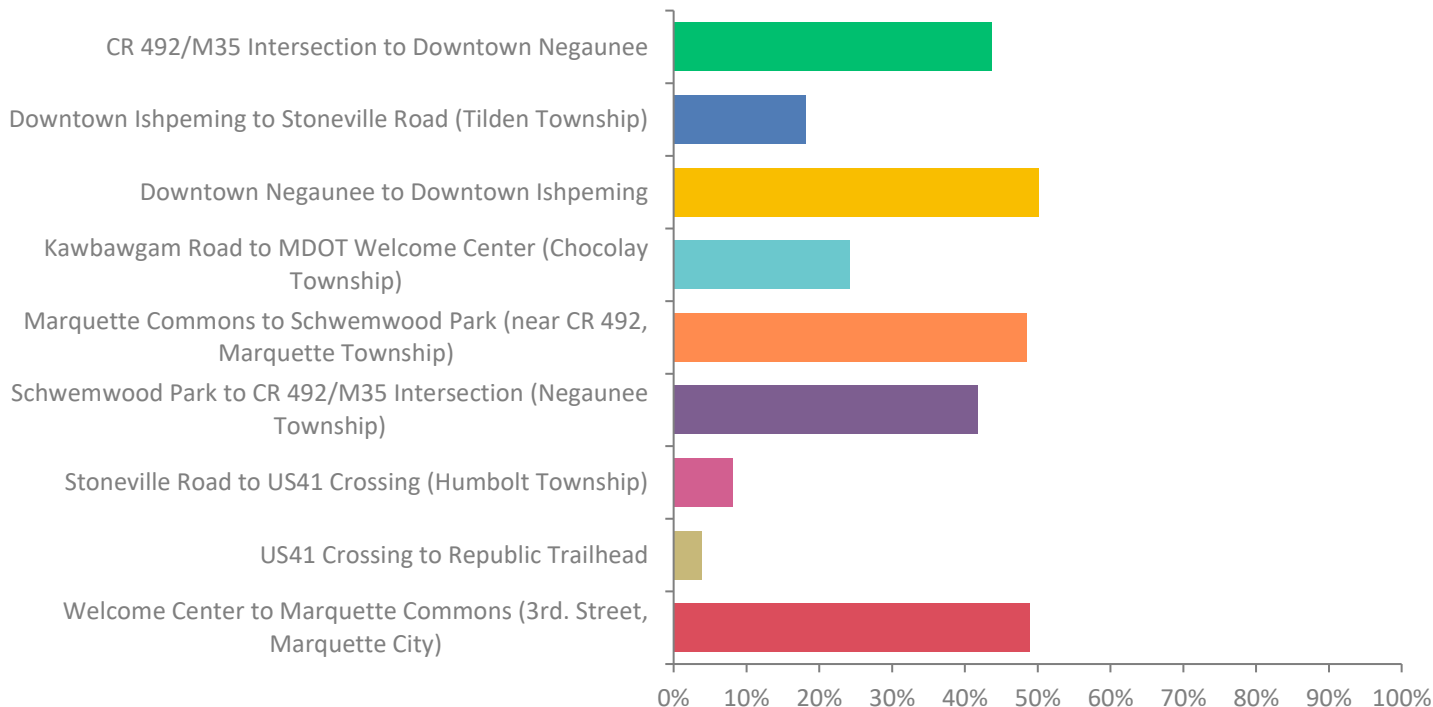 CR 492/M35 Intersection to Downtown Negaunee
Downtown Ishpeming to Stoneville Road (Tilden Township)
Downtown Negaunee to Downtown Ishpeming
Kawbawgam Road to MDOT Welcome Center (Chocolay
Township)
Marquette Commons to Schwemwood Park (near CR 492,
Marquette Township)
Schwemwood Park to CR 492/M35 Intersection (Negaunee
Township)
Stoneville Road to US41 Crossing (Humbolt Township)
US41 Crossing to Republic Trailhead
Welcome Center to Marquette Commons (3rd. Street,
Marquette City)
0% 10% 20% 30% 40% 50% 60% 70% 80% 90% 100%